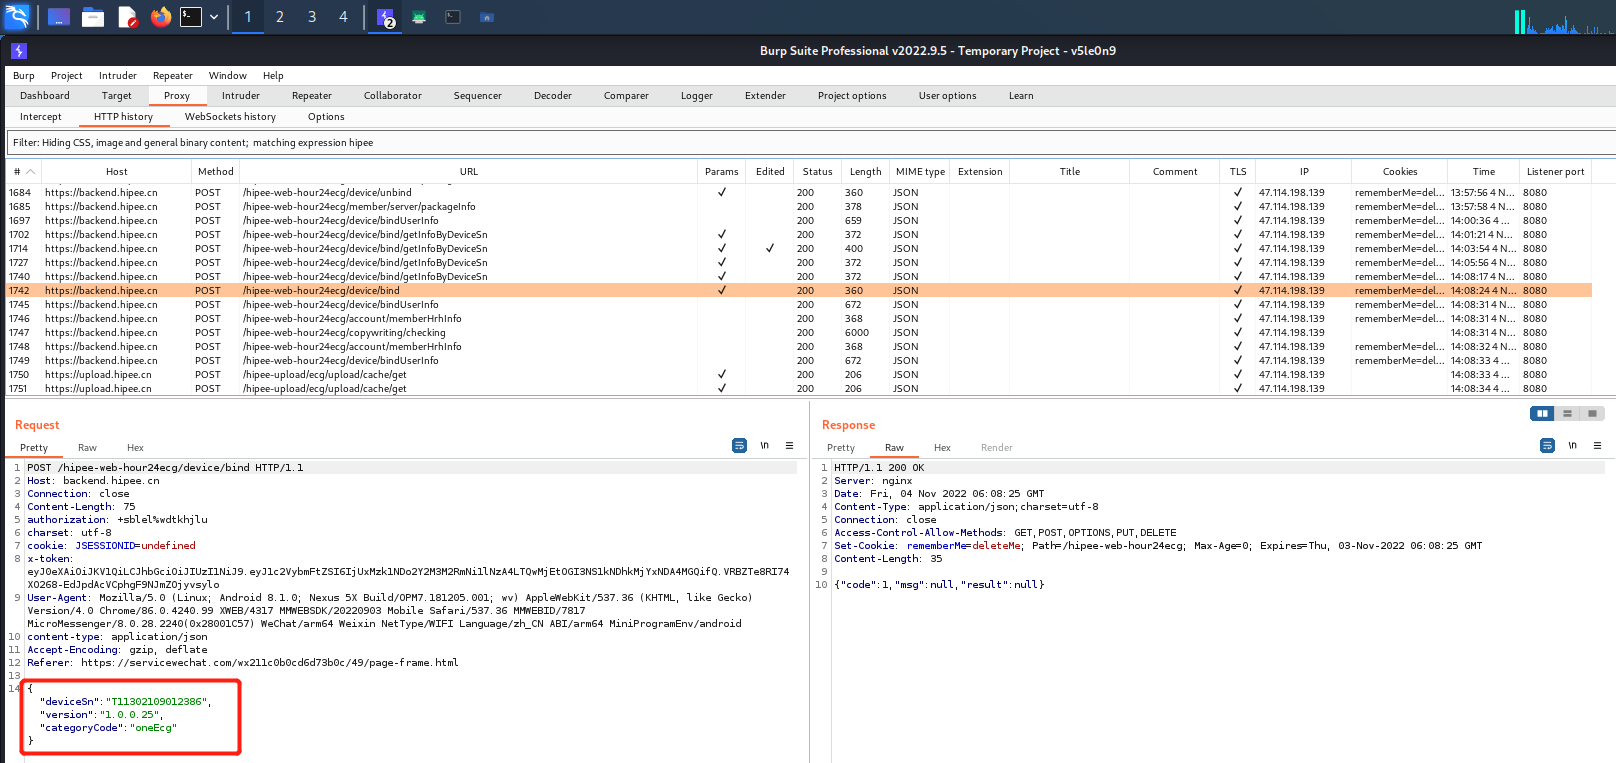 1 2 3 4 2
Burp Suite Professional v2022.9.5 - Temporary Project - v5le0n9
Burp Project Intruder Repeater Window Help
Dashboard Target Proxy Intruder Repeater Collaborator Sequencer Decoder Comparer Logger Extender Project options User options Learn
Intercept HTTP history WebSockets history Options
Filter: Hiding CSS, image and general binary content; matching expression hipee
# Host Method URL Params Edited Status Length MIME type Extension Title Comment TLS IP Cookies Time Listener port
1684 https://backend.hipee.cn POST /hipee-web-hour24ecg/device/unbind ✓ 200 360 JSON ✓ 47.114.198.139 rememberMe=del... 13:57:56 4 N... 8080
1685 https://backend.hipee.cn POST /hipee-web-hour24ecg/member/server/packageInfo 200 378 JSON ✓ 47.114.198.139 rememberMe=del... 13:57:58 4 N... 8080
1697 https://backend.hipee.cn POST /hipee-web-hour24ecg/device/bindUserInfo 200 659 JSON ✓ 47.114.198.139 rememberMe=del... 14:00:36 4 ... 8080
1702 https://backend.hipee.cn POST /hipee-web-hour24ecg/device/bind/getInfoByDeviceSn ✓ 200 372 JSON ✓ 47.114.198.139 rememberMe=del... 14:01:21 4 N... 8080
1714 https://backend.hipee.cn POST /hipee-web-hour24ecg/device/bind/getInfoByDeviceSn ✓ ✓ 200 400 JSON ✓ 47.114.198.139 rememberMe=del... 14:03:54 4 N... 8080
1727 https://backend.hipee.cn POST /hipee-web-hour24ecg/device/bind/getInfoByDeviceSn ✓ 200 372 JSON ✓ 47.114.198.139 rememberMe=del... 14:05:56 4 N... 8080
1740 https://backend.hipee.cn POST /hipee-web-hour24ecg/device/bind/getInfoByDeviceSn ✓ 200 372 JSON ✓ 47.114.198.139 rememberMe=del... 14:08:17 4 N... 8080
1742 https://backend.hipee.cn POST /hipee-web-hour24ecg/device/bind ✓ 200 360 JSON ✓ 47.114.198.139 rememberMe=del... 14:08:24 4 N... 8080
1745 https://backend.hipee.cn POST /hipee-web-hour24ecg/device/bindUserInfo 200 672 JSON ✓ 47.114.198.139 rememberMe=del... 14:08:31 4 N... 8080
1746 https://backend.hipee.cn POST /hipee-web-hour24ecg/account/memberHrhInfo 200 368 JSON ✓ 47.114.198.139 rememberMe=del... 14:08:31 4 N... 8080
1747 https://backend.hipee.cn POST /hipee-web-hour24ecg/copywriting/checking 200 6000 JSON ✓ 47.114.198.139 14:08:31 4 N... 8080
1748 https://backend.hipee.cn POST /hipee-web-hour24ecg/account/memberHrhInfo 200 368 JSON ✓ 47.114.198.139 rememberMe=del... 14:08:32 4 N... 8080
1749 https://backend.hipee.cn POST /hipee-web-hour24ecg/device/bindUserInfo 200 672 JSON ✓ 47.114.198.139 rememberMe=del... 14:08:33 4 ... 8080
1750 https://upload.hipee.cn POST /hipee-upload/ecg/upload/cache/get ✓ 200 206 JSON ✓ 47.114.198.139 14:08:33 4 ... 8080
1751 https://upload.hipee.cn POST /hipee-upload/ecg/upload/cache/get ✓ 200 206 JSON ✓ 47.114.198.139 14:08:34 4 ... 8080
Request
Pretty Raw Hex \n
1 POST /hipee-web-hour24ecg/device/bind HTTP/1.1
2 Host: backend.hipee.cn
3 Connection: close
4 Content-Length: 75
5 authorization: +sblel%wdtkhjlu
6 charset: utf-8
7 cookie: JSESSIONID=undefined
8 x-token:
9 User-Agent: Mozilla/5.0 (Linux; Android 8.1.0; Nexus 5X Build/OPM7.181205.001; wv) AppleWebKit/537.36 (KHTML, like Gecko)
Version/4.0 Chrome/86.0.4240.99 XWEB/4317 MMWEBSDK/20220903 Mobile Safari/537.36 MMWEBID/7817
MicroMessenger/8.0.28.2240(0x28001C57) WeChat/arm64 Weixin NetType/WIFI Language/zh_CN ABI/arm64 MiniProgramEnv/android
10 content-type: application/json
11 Accept-Encoding: gzip, deflate
12 Referer: https://servicewechat.com/wx211c0b0cd6d73b0c/49/page-frame.html
13
14 {
"deviceSn":"T11302109012386",
"version":"1.0.0.25",
"categoryCode":"oneEcg"
}
Response
Pretty Raw Hex Render \n
1 HTTP/1.1 200 OK
2 Server: nginx
3 Date: Fri, 04 Nov 2022 06:08:25 GMT
4 Content-Type: application/json;charset=utf-8
5 Connection: close
6 Access-Control-Allow-Methods: GET,POST,OPTIONS,PUT,DELETE
7 Set-Cookie: rememberMe=deleteMe; Path=/hipee-web-hour24ecg; Max-Age=0; Expires=Thu, 03-Nov-2022 06:08:25 GMT
8 Content-Length: 35
9
10 {"code":1,"msg":null,"result":null}